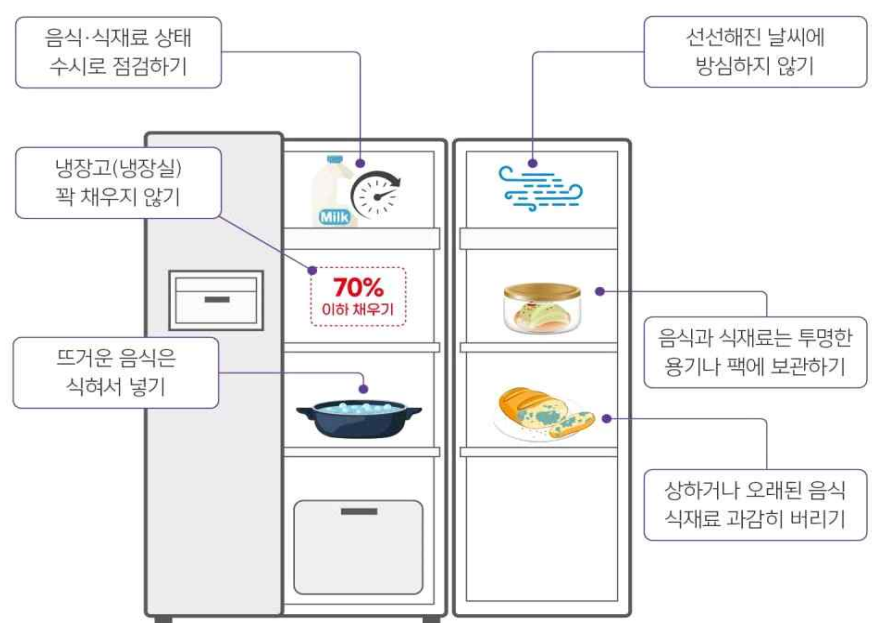 음식·식재료 상태
수시로 점검하기
선선해진 날씨에
방심하지 않기
냉장고(냉장실)
꽉 채우지 않기
Milk
70%
이하 채우기
음식과 식재료는 투명한
용기나 팩에 보관하기
뜨거운 음식은
식혀서 넣기
상하거나 오래된 음식
식재료 과감히 버리기